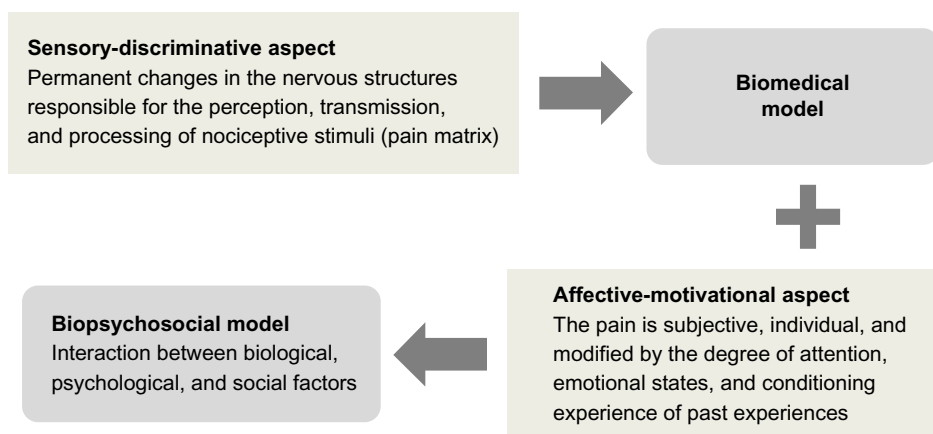 Sensory-discriminative aspect
Permanent changes in the nervous structures
responsible for the perception, transmission,
and processing of nociceptive stimuli (pain matrix)
Biomedical
model
Affective-motivational aspect
The pain is subjective, individual, and
modified by the degree of attention,
emotional states, and conditioning
experience of past experiences
Biopsychosocial model
Interaction between biological,
psychological, and social factors